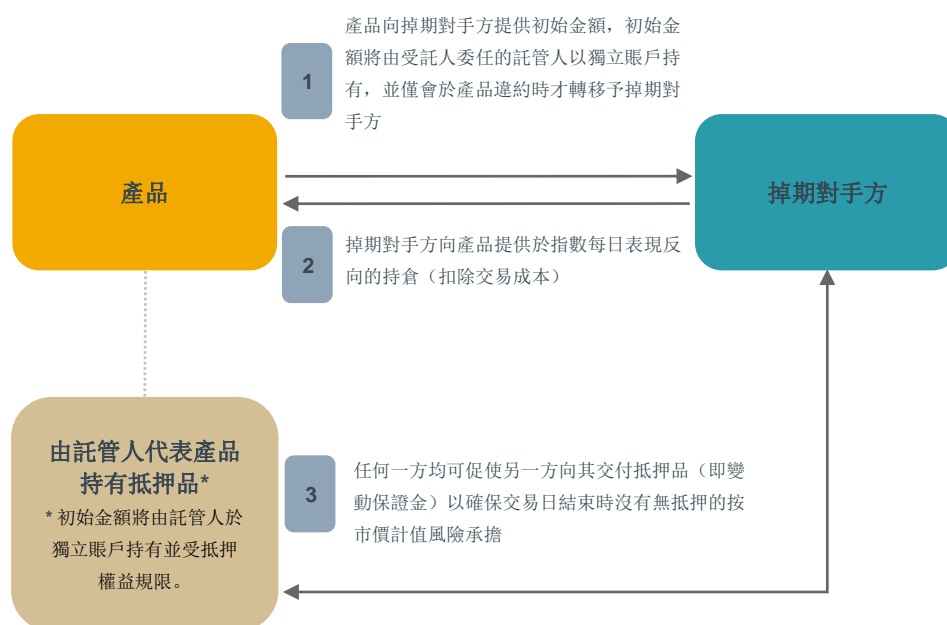 產品向掉期對手方提供初始金額，初始金
額將由受託人委任的託管人以獨立賬戶持
有，並僅會於產品違約時才轉移予掉期對
手方
1
產品
掉期對手方
2
掉期對手方向產品提供於指數每日表現反
向的持倉（扣除交易成本）
由託管人代表產品
持有抵押品*
* 初始金額將由託管人於
獨立賬戶持有並受抵押
權益規限。
3
任何一方均可促使另一方向其交付抵押品（即變
動保證金）以確保交易日結束時沒有無抵押的按
市價計值風險承擔